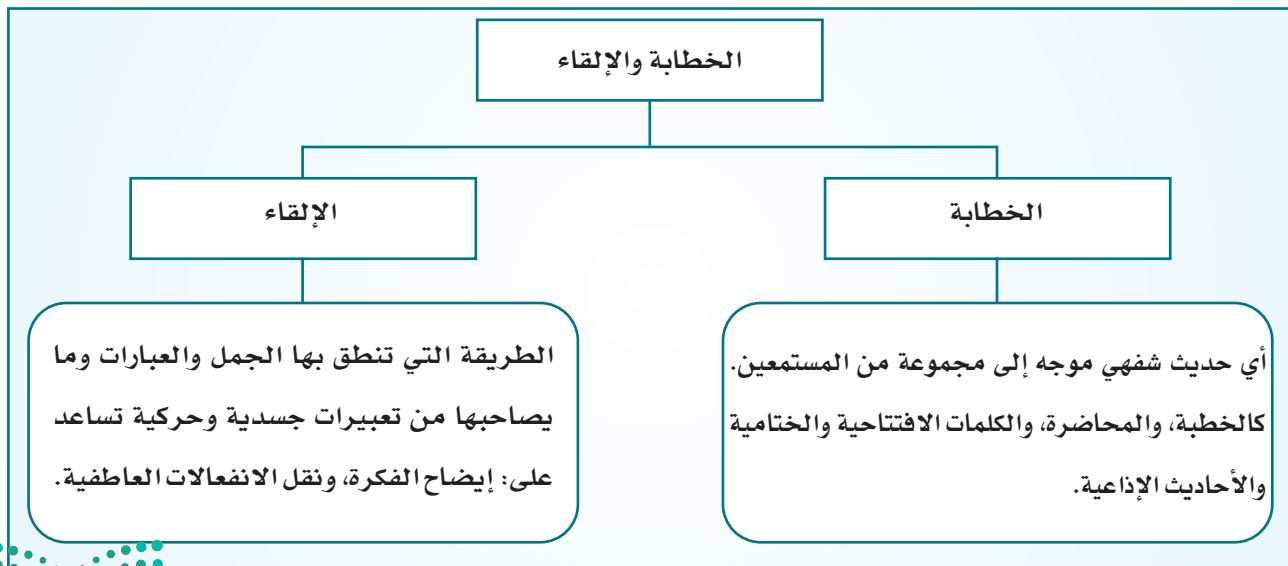 الخطابة والإلقاء
الخطابة
أي حديث شفهي موجه إلى مجموعة من المستمعين.
كالخطبة، والمحاضرة، والكلمات الافتتاحية والختامية
والأحاديث الإذاعية.
الإلقاء
الطريقة التي تنطق بها الجمل والعبارات وما
يصاحبها من تعبيرات جسدية وحركية تساعد
على: إيضاح الفكرة، ونقل الانفعالات العاطفية.